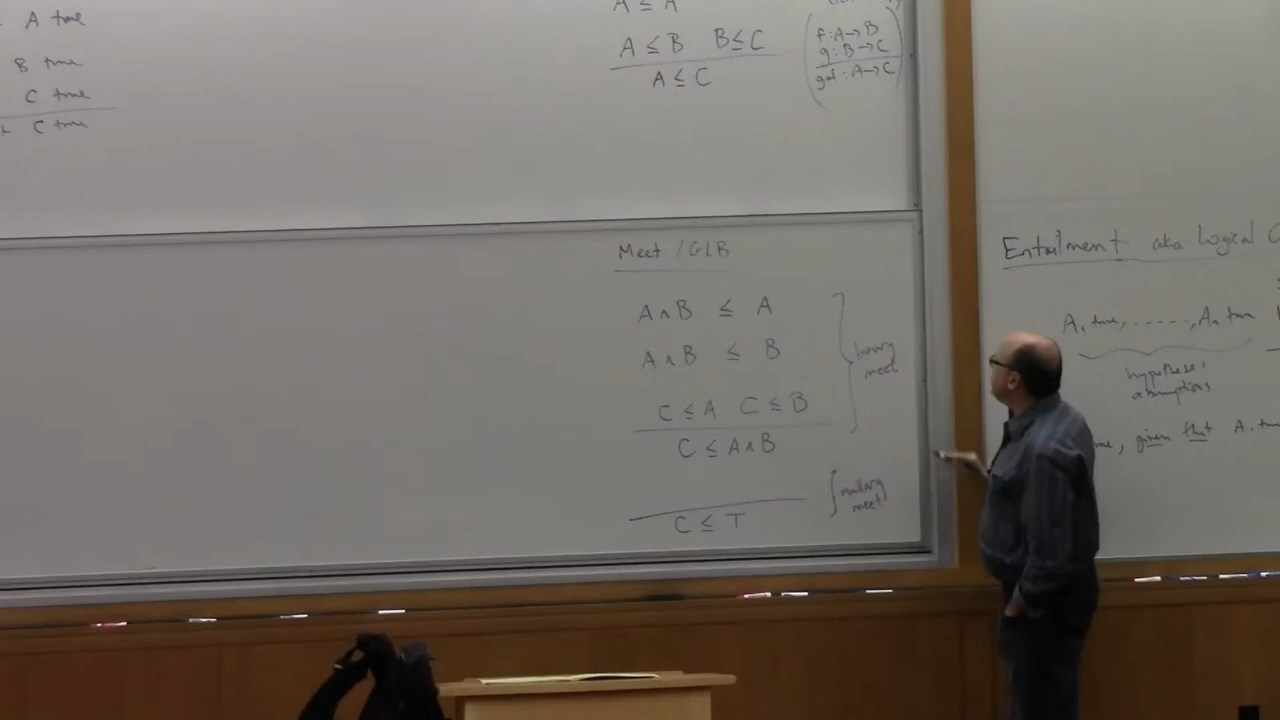 A true
B true
C true
C true
A ≤ A
A ≤ B B ≤ C
A ≤ C
f : A → B
g : B → C
gof : A → C
Meet / GLB
A ∧ B ≤ A
A ∧ B ≤ B
C ≤ A C ≤ B
C ≤ A ∧ B
binary
meet
C ≤ T
nullary
meet
Entailment aka Logical
A₁ true, ......, Aₙ true
hypotheses,
assumptions
given that A₁ true